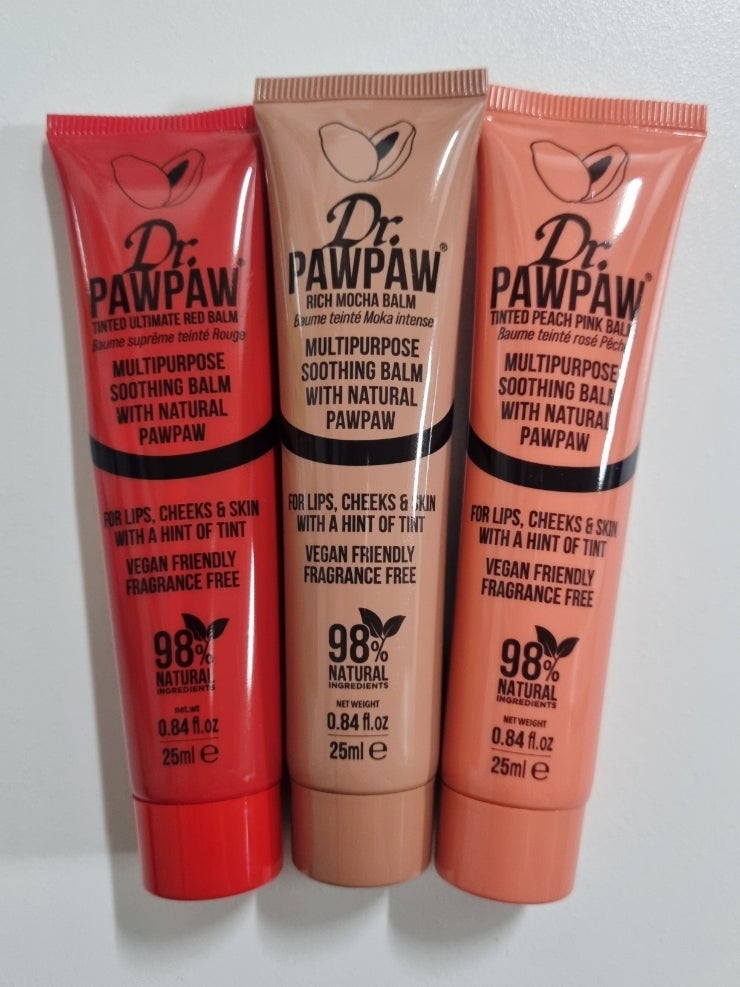 Dr.
PAWPAW
TINTED ULTIMATE RED BALM
Baume suprême teinté Rouge
MULTIPURPOSE
SOOTHING BALM
WITH NATURAL
PAWPAW
FOR LIPS, CHEEKS & SKIN
WITH A HINT OF TINT
VEGAN FRIENDLY
FRAGRANCE FREE
98%
NATURAL
INGREDIENTS
net.wt
0.84 fl.oz
25ml ℮
Dr.
PAWPAW®
RICH MOCHA BALM
Baume teinté Moka intense
MULTIPURPOSE
SOOTHING BALM
WITH NATURAL
PAWPAW
FOR LIPS, CHEEKS & SKIN
WITH A HINT OF TINT
VEGAN FRIENDLY
FRAGRANCE FREE
98%
NATURAL
INGREDIENTS
NET WEIGHT
0.84 fl.oz
25ml ℮
Dr.
PAWPAW®
TINTED PEACH PINK BALM
Baume teinté rosé Pêch
MULTIPURPOSE
SOOTHING BALM
WITH NATURAL
PAWPAW
FOR LIPS, CHEEKS & SKIN
WITH A HINT OF TINT
VEGAN FRIENDLY
FRAGRANCE FREE
98%
NATURAL
INGREDIENTS
NET WEIGHT
0.84 fl.oz
25ml ℮